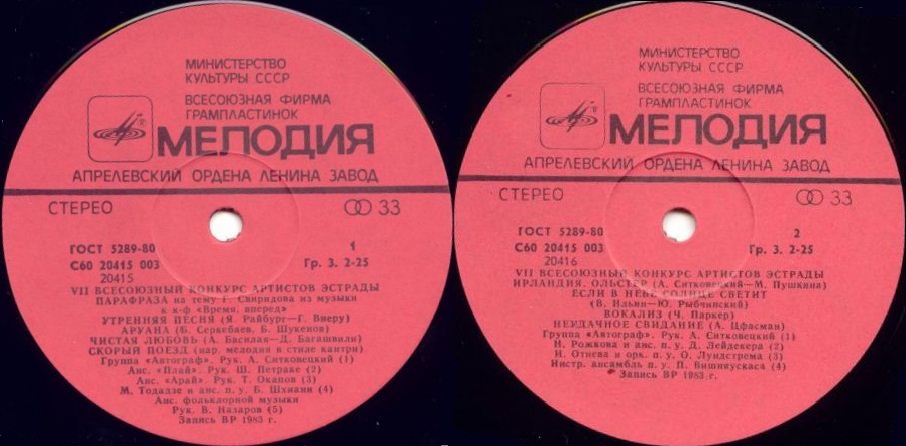 МИНИСТЕРСТВО
КУЛЬТУРЫ СССР
ВСЕСОЮЗНАЯ ФИРМА
ГРАМПЛАСТИНОК
МЕЛОДИЯ
АПРЕЛЕВСКИЙ ОРДЕНА ЛЕНИНА ЗАВОД
СТЕРЕО 33
ГОСТ 5289-80 1
С60 20415 003 Гр. 3. 2-25
20415
VII ВСЕСОЮЗНЫЙ КОНКУРС АРТИСТОВ ЭСТРАДЫ
ПАРАФРАЗА на тему Г. Свиридова из музыки
к к-ф «Время, вперед»
УТРЕННЯЯ ПЕСНЯ (Я. Райбург—Г. Виеру)
АРУАНА (Б. Серкебаев, Б. Шукенов)
ЧИСТАЯ ЛЮБОВЬ (А. Басилая—Д. Багашвили)
СКОРЫЙ ПОЕЗД (нар. мелодия в стиле кантри)
Группа «Автограф». Рук. А. Ситковецкий (1)
Анс. «Плай». Рук. Ш. Петраке (2)
Анс. «Арай». Рук. Т. Окапов (3)
М. Тодадзе и анс. п. у. Б. Шхиани (4)
Анс. фольклорной музыки
Рук. В. Назаров (5)
Запись ВР 1983 г.
МИНИСТЕРСТВО
КУЛЬТУРЫ СССР
ВСЕСОЮЗНАЯ ФИРМА
ГРАМПЛАСТИНОК
МЕЛОДИЯ
АПРЕЛЕВСКИЙ ОРДЕНА ЛЕНИНА ЗАВОД
СТЕРЕО 33
ГОСТ 5289-80 2
С60 20415 003 Гр. 3. 2-25
20416
VII ВСЕСОЮЗНЫЙ КОНКУРС АРТИСТОВ ЭСТРАДЫ
ИРЛАНДИЯ. ОЛЬСТЕР (А. Ситковецкий—М. Пушкина)
ЕСЛИ В НЕБЕ СОЛНЦЕ СВЕТИТ
(В. Ильин—Ю. Рыбчинский)
ВОКАЛИЗ (Ч. Паркер)
НЕУДАЧНОЕ СВИДАНИЕ (А. Цфасман)
Группа «Автограф». Рук. А. Ситковецкий (1)
Н. Рожкова и анс. п. у. Д. Лейдекера (2)
И. Отиева и орк. п. у. О. Лундстрема (3)
Инстр. ансамбль п. у. П. Вишняускаса (4)
Запись ВР 1983 г.